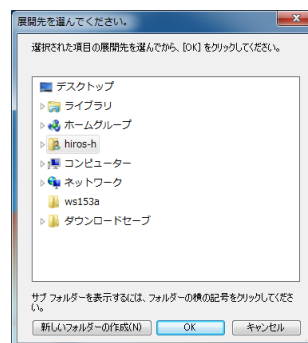 展開先を選んでください。
選択された項目の展開先を選んでから、[OK] をクリックしてください。
デスクトップ
ライブラリ
ホームグループ
hiros-h
コンピューター
ネットワーク
ws153a
ダウンロードセーブ
サブ フォルダーを表示するには、フォルダーの横の記号をクリックしてくださ
い。
新しいフォルダーの作成(N)
OK
キャンセル